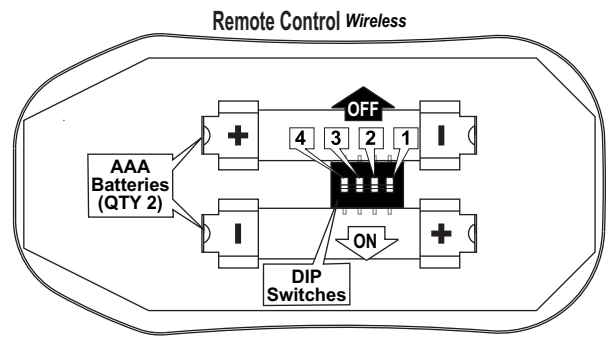 Remote Control Wireless
OFF
+
−
4 3 2 1
AAA
Batteries
(QTY 2)
−
ON
+
DIP
Switches